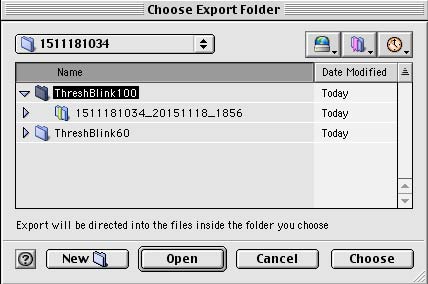 Choose Export Folder
1511181034
Name Date Modified
ThreshBlink100 Today
1511181034_20151118_1856 Today
ThreshBlink60 Today
Export will be directed into the files inside the folder you choose
? New Open Cancel Choose